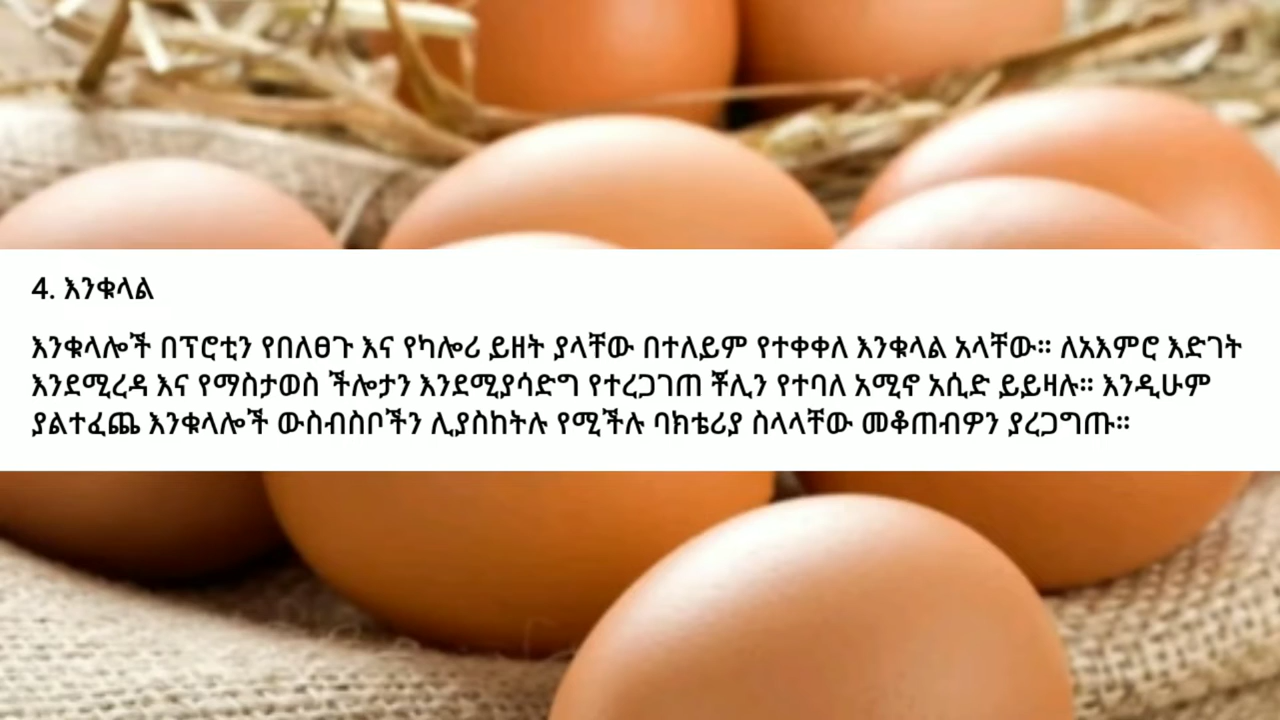 4. እንቁላል
እንቁላሎች በፕሮቲን የበለፀጉ እና የካሎሪ ይዘት ያላቸው በተለይም የተቀቀለ እንቁላል አላቸው። ለአእምሮ እድገት
እንደሚረዳ እና የማስታወስ ችሎታን እንደሚያሳድግ የተረጋገጠ ቾሊን የተባለ አሚኖ አሲድ ይይዛሉ። እንዲሁም
ያልተፈጨ እንቁላሎች ውስብስቦችን ሊያስከትሉ የሚችሉ ባክቴሪያ ስላላቸው መቆጠብዎን ያረጋግጡ።